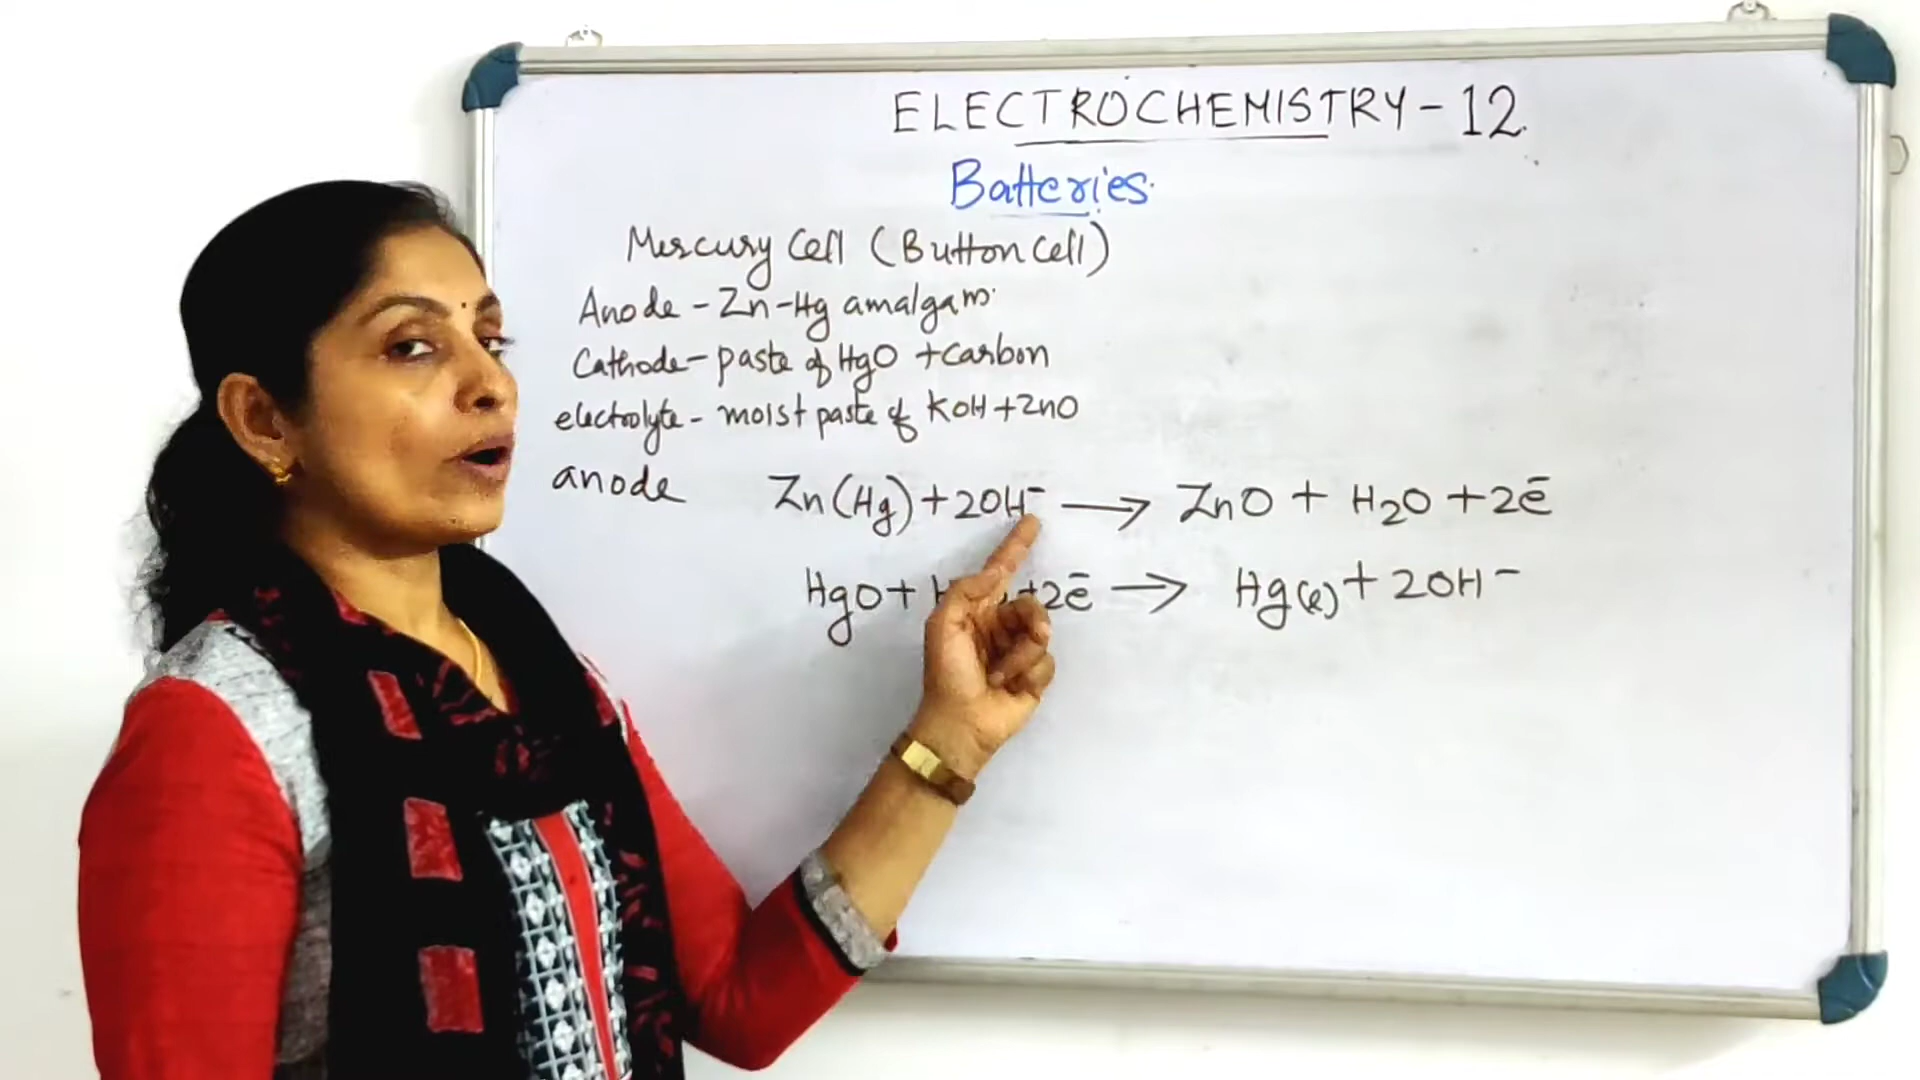 ELECTROCHEMISTRY - 12.
Batteries.
Mercury Cell (Button Cell)
Anode - Zn-Hg amalgam.
Cathode - paste of HgO + Carbon
electrolyte - moist paste of KOH + ZnO
anode Zn(Hg) + 2OH⁻ → ZnO + H₂O + 2ē
HgO + +2ē → Hg(l) + 2OH⁻